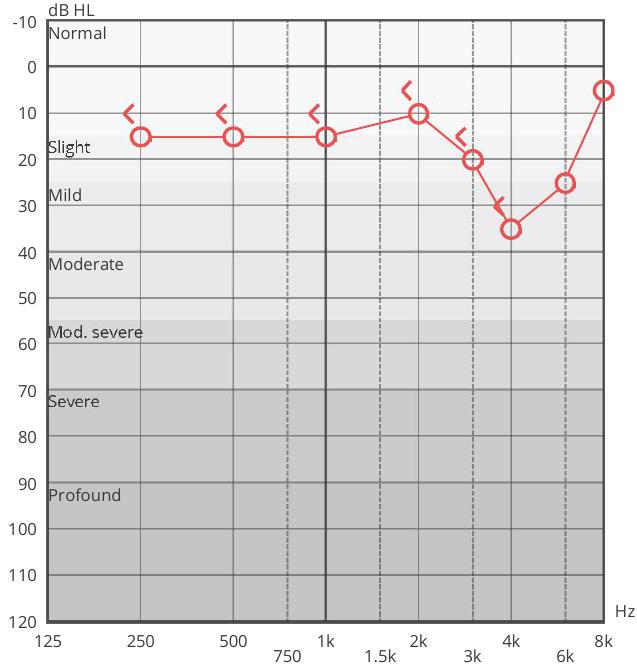 dB HL
-10
Normal
0
10
Slight
20
Mild
30
40
Moderate
50
Mod. severe
60
70
Severe
80
90
Profound
100
110
120
Hz
125 250 500 1k 2k 4k 8k
750 1.5k 3k 6k